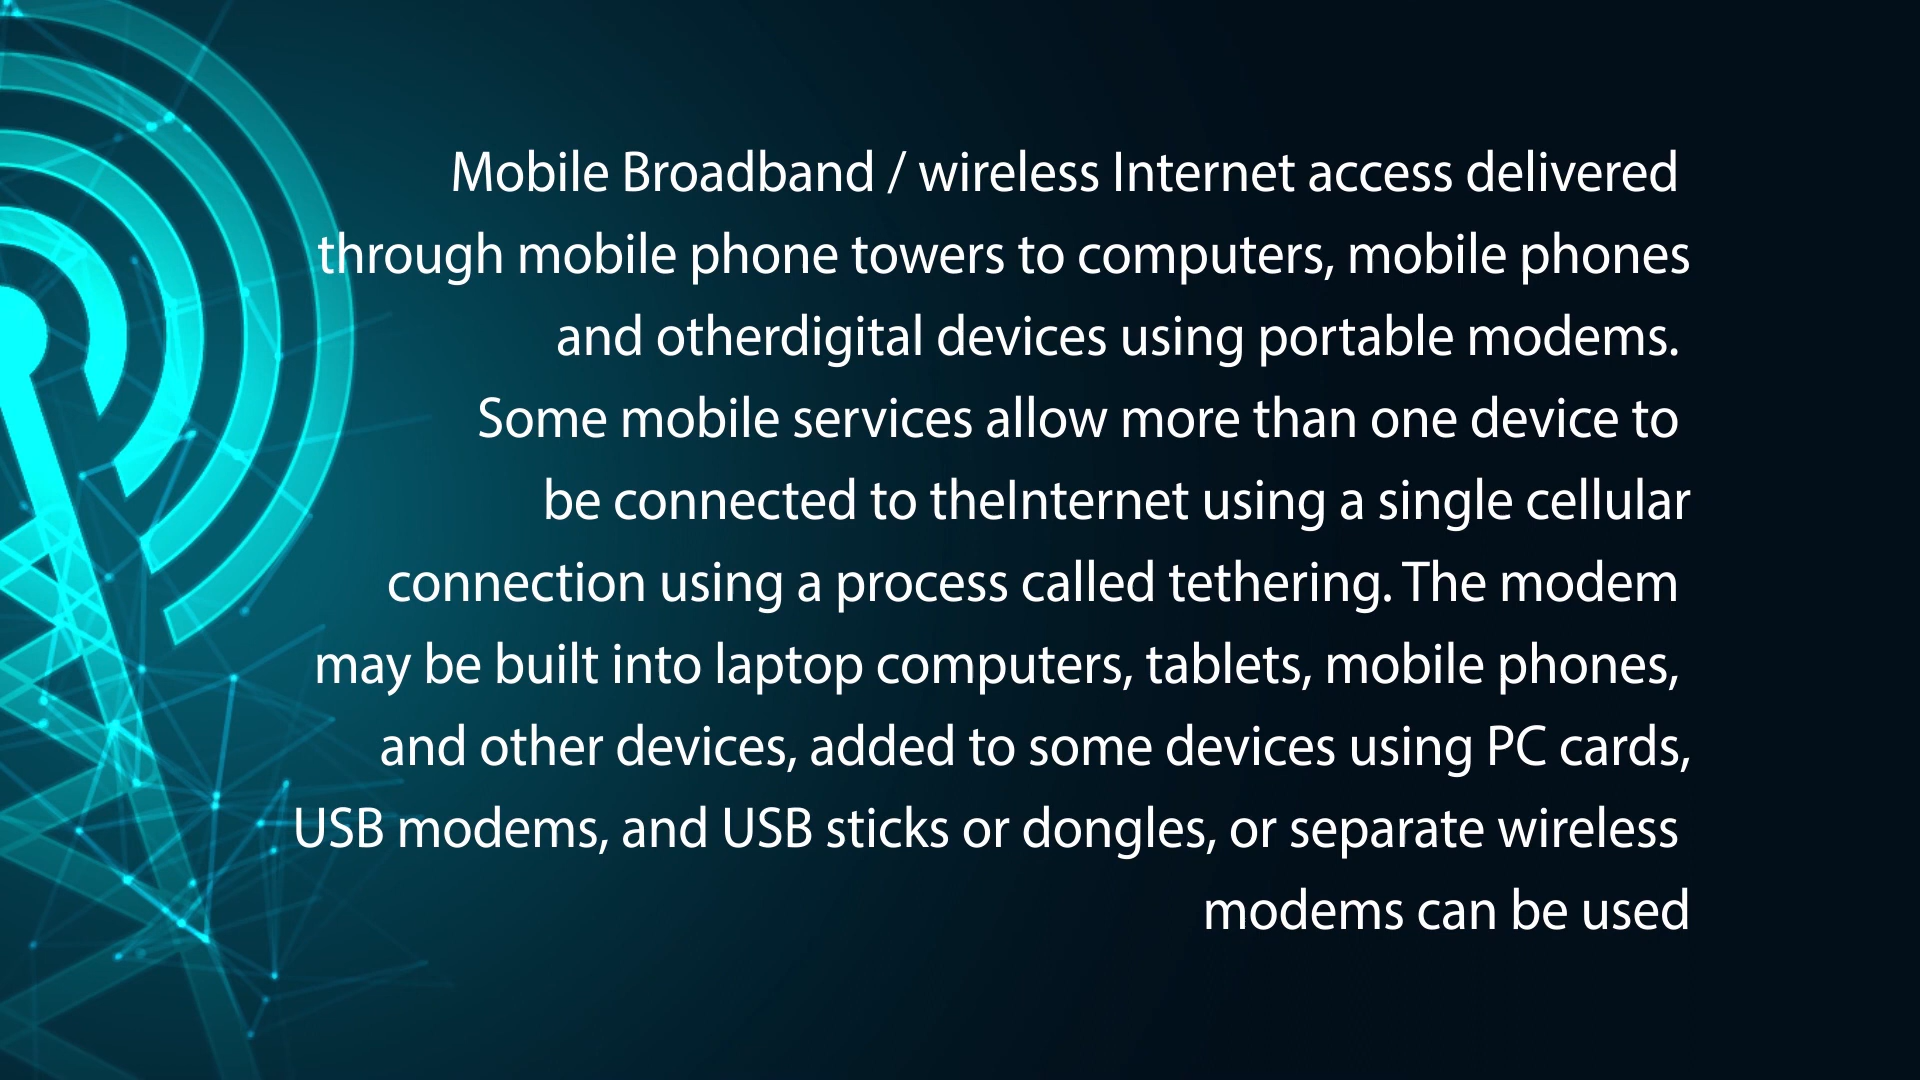 Mobile Broadband / wireless Internet access delivered
through mobile phone towers to computers, mobile phones
and otherdigital devices using portable modems.
Some mobile services allow more than one device to
be connected to theInternet using a single cellular
connection using a process called tethering. The modem
may be built into laptop computers, tablets, mobile phones,
and other devices, added to some devices using PC cards,
USB modems, and USB sticks or dongles, or separate wireless
modems can be used